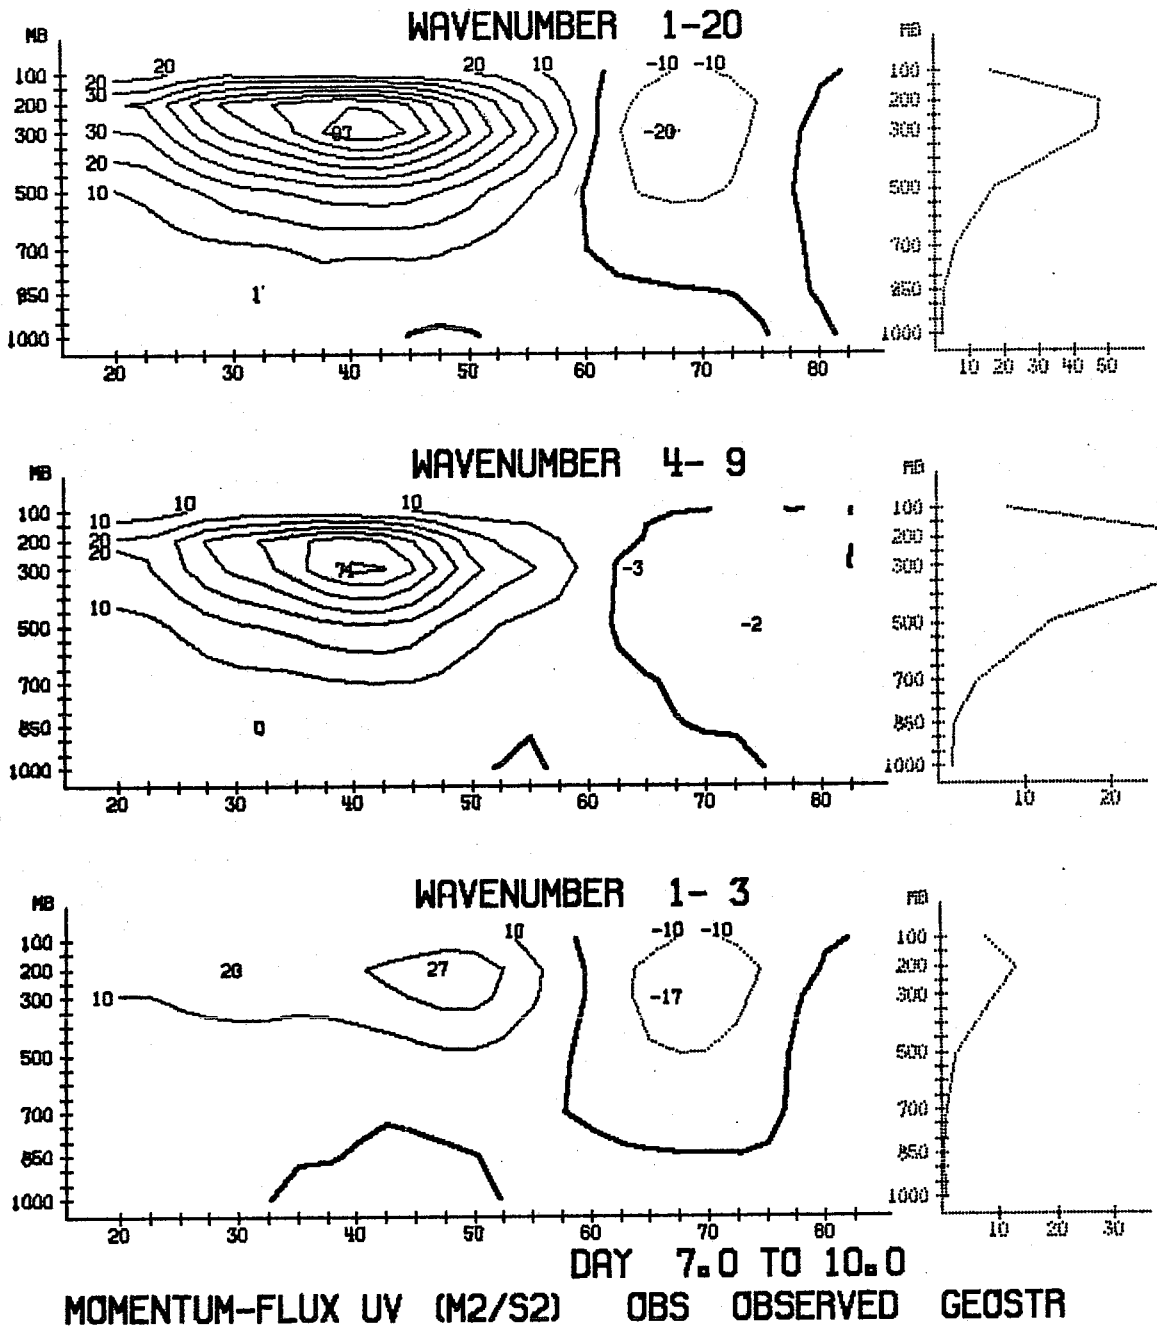 WAVENUMBER 1-20
MB
MB
20 20 10 -10 -10
100 20 100
30
200 200
300 30 -20 300
20
500 10 500
700 700
850 1 850
1000 1000
20 30 40 50 60 70 80 10 20 30 40 50
WAVENUMBER 4- 9
MB
MB
10 10
100 10 100
200 20 200
20
300 74 -3 300
10
500 -2 500
700 700
850 0 850
1000 1000
20 30 40 50 60 70 80 10 20
WAVENUMBER 1- 3
MB
MB
10 -10 -10
100 100
200 27 200
300 10 -17 300
500 500
700 700
850 850
1000 1000
20 30 40 50 60 70 80 10 20 30
DAY 7.0 TO 10.0
MOMENTUM-FLUX UV (M2/S2) OBS OBSERVED GEOSTR